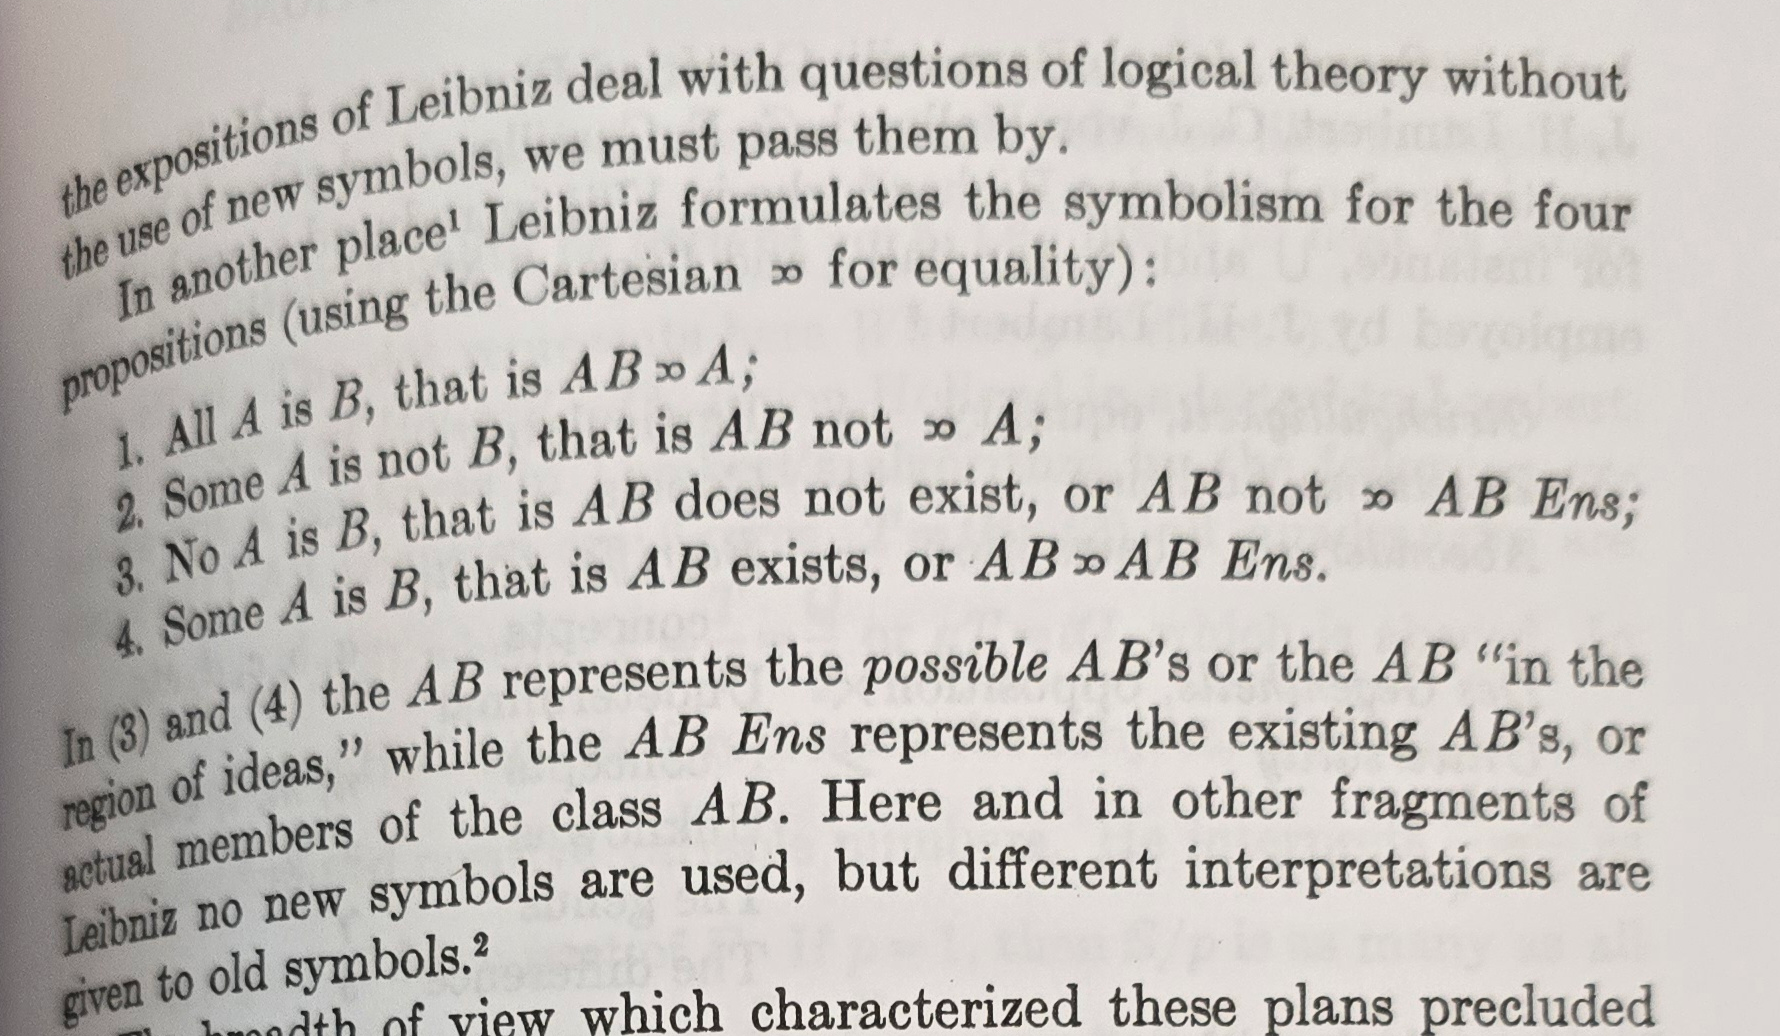 the expositions of Leibniz deal with questions of logical theory without
the use of new symbols, we must pass them by.
In another place¹ Leibniz formulates the symbolism for the four
propositions (using the Cartesian ∞ for equality):
1. All A is B, that is AB ∞ A;
2. Some A is not B, that is AB not ∞ A;
3. No A is B, that is AB does not exist, or AB not ∞ AB Ens;
4. Some A is B, that is AB exists, or AB ∞ AB Ens.
In (3) and (4) the AB represents the possible AB's or the AB “in the
region of ideas,” while the AB Ens represents the existing AB's, or
actual members of the class AB. Here and in other fragments of
Leibniz no new symbols are used, but different interpretations are
given to old symbols.²
breadth of view which characterized these plans precluded